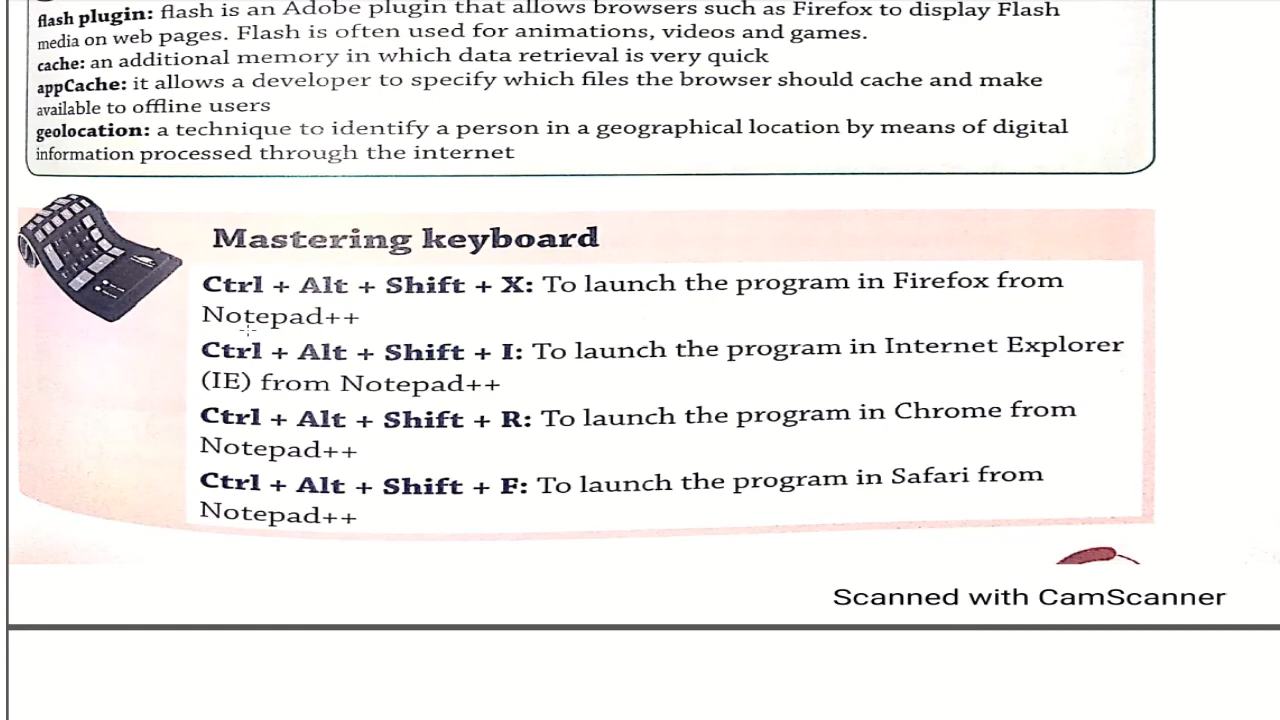 flash plugin: flash is an Adobe plugin that allows browsers such as Firefox to display Flash
media on web pages. Flash is often used for animations, videos and games.
cache: an additional memory in which data retrieval is very quick
appCache: it allows a developer to specify which files the browser should cache and make
available to offline users
geolocation: a technique to identify a person in a geographical location by means of digital
information processed through the internet
Mastering keyboard
Ctrl + Alt + Shift + X: To launch the program in Firefox from
Notepad++
Ctrl + Alt + Shift + I: To launch the program in Internet Explorer
(IE) from Notepad++
Ctrl + Alt + Shift + R: To launch the program in Chrome from
Notepad++
Ctrl + Alt + Shift + F: To launch the program in Safari from
Notepad++
Scanned with CamScanner